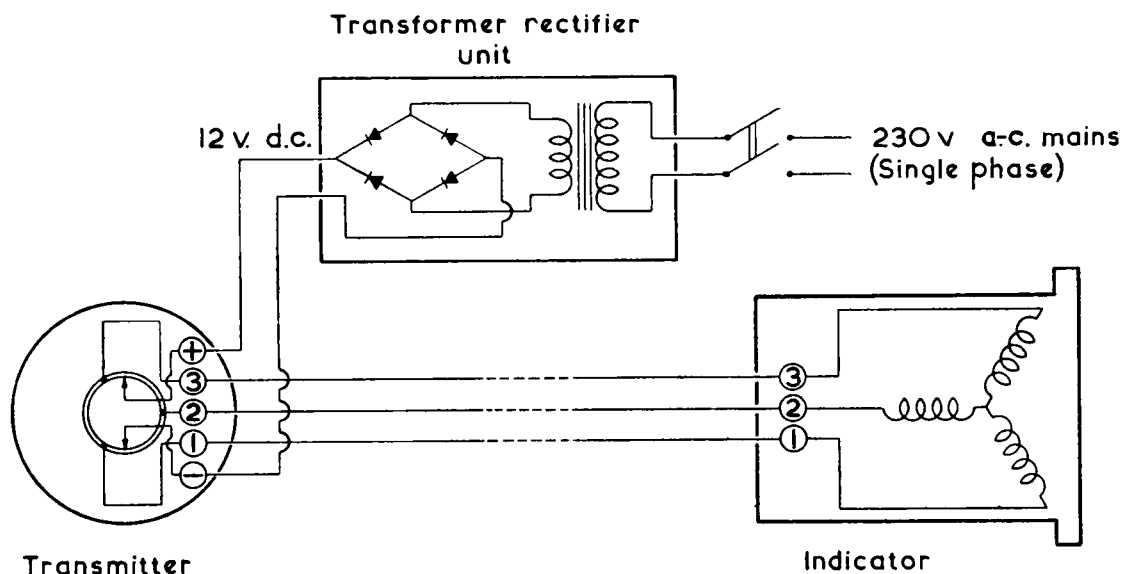 Transformer rectifier
unit
12 v. d.c.
230 v a-c. mains
(Single phase)
+
3
2
1
−
3
2
1
Transmitter
Indicator